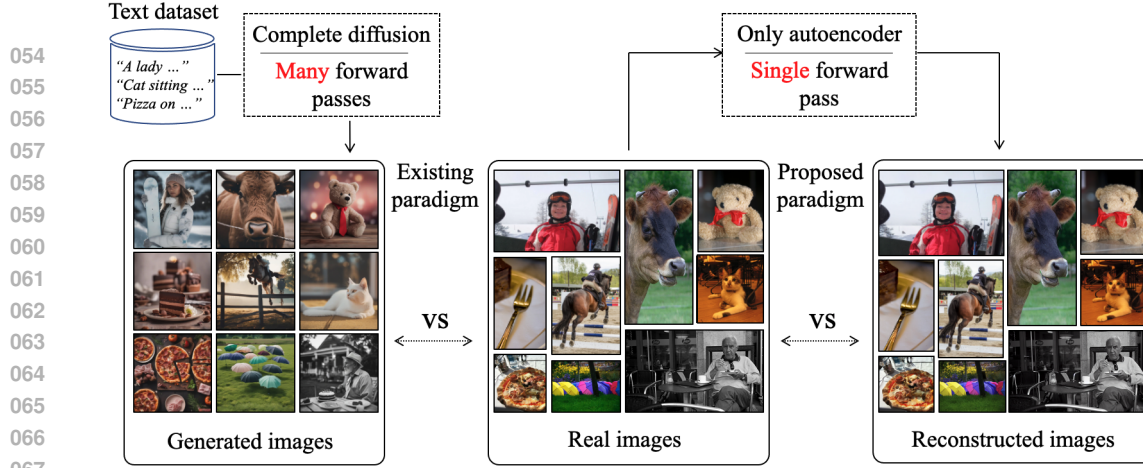 Text dataset
“A lady …”
“Cat sitting …”
“Pizza on …”
Complete diffusion
Many forward
passes
Only autoencoder
Single forward
pass
054
055
056
057
058
059
060
061
062
063
064
065
066
067
Existing
paradigm
VS
Proposed
paradigm
VS
Generated images
Real images
Reconstructed images